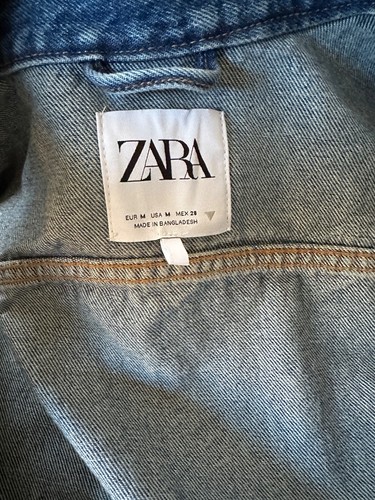 ZARA
EUR M USA M MEX 28
MADE IN BANGLADESH